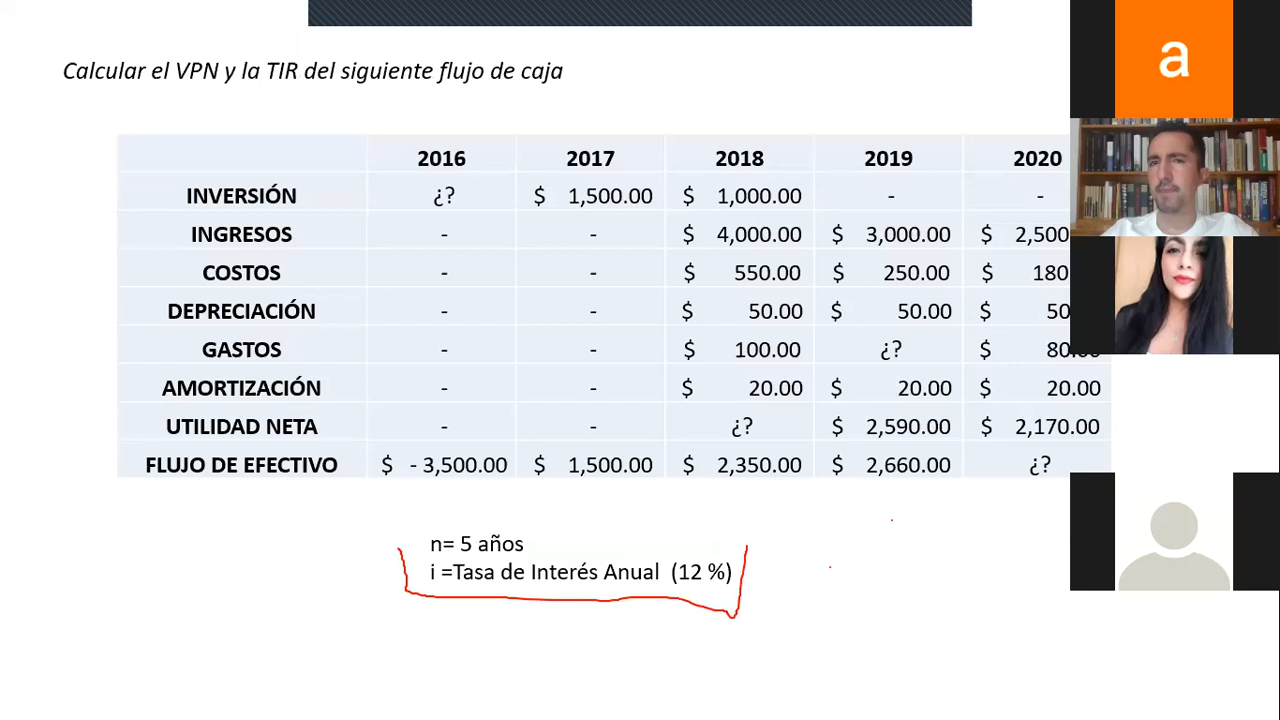 a
Calcular el VPN y la TIR del siguiente flujo de caja
2016 2017 2018 2019 2020
INVERSIÓN ¿? $ 1,500.00 $ 1,000.00 - -
INGRESOS - - $ 4,000.00 $ 3,000.00 $ 2,500
COSTOS - - $ 550.00 $ 250.00 $ 180
DEPRECIACIÓN - - $ 50.00 $ 50.00 $ 50
GASTOS - - $ 100.00 ¿? $ 80.00
AMORTIZACIÓN - - $ 20.00 $ 20.00 $ 20.00
UTILIDAD NETA - - ¿? $ 2,590.00 $ 2,170.00
FLUJO DE EFECTIVO $ - 3,500.00 $ 1,500.00 $ 2,350.00 $ 2,660.00 ¿?
n= 5 años
i =Tasa de Interés Anual (12 %)